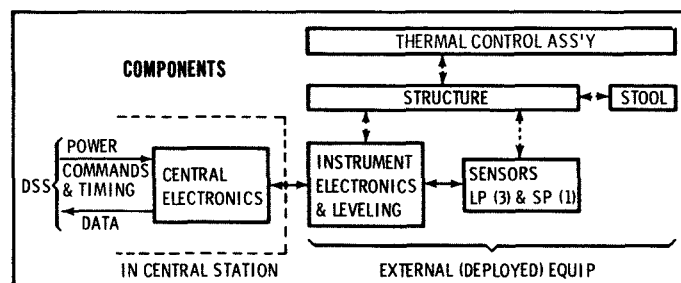 THERMAL CONTROL ASS'Y
COMPONENTS
STRUCTURE
STOOL
POWER
COMMANDS
& TIMING
DSS
DATA
CENTRAL
ELECTRONICS
INSTRUMENT
ELECTRONICS
& LEVELING
SENSORS
LP (3) & SP (1)
IN CENTRAL STATION
EXTERNAL (DEPLOYED) EQUIP